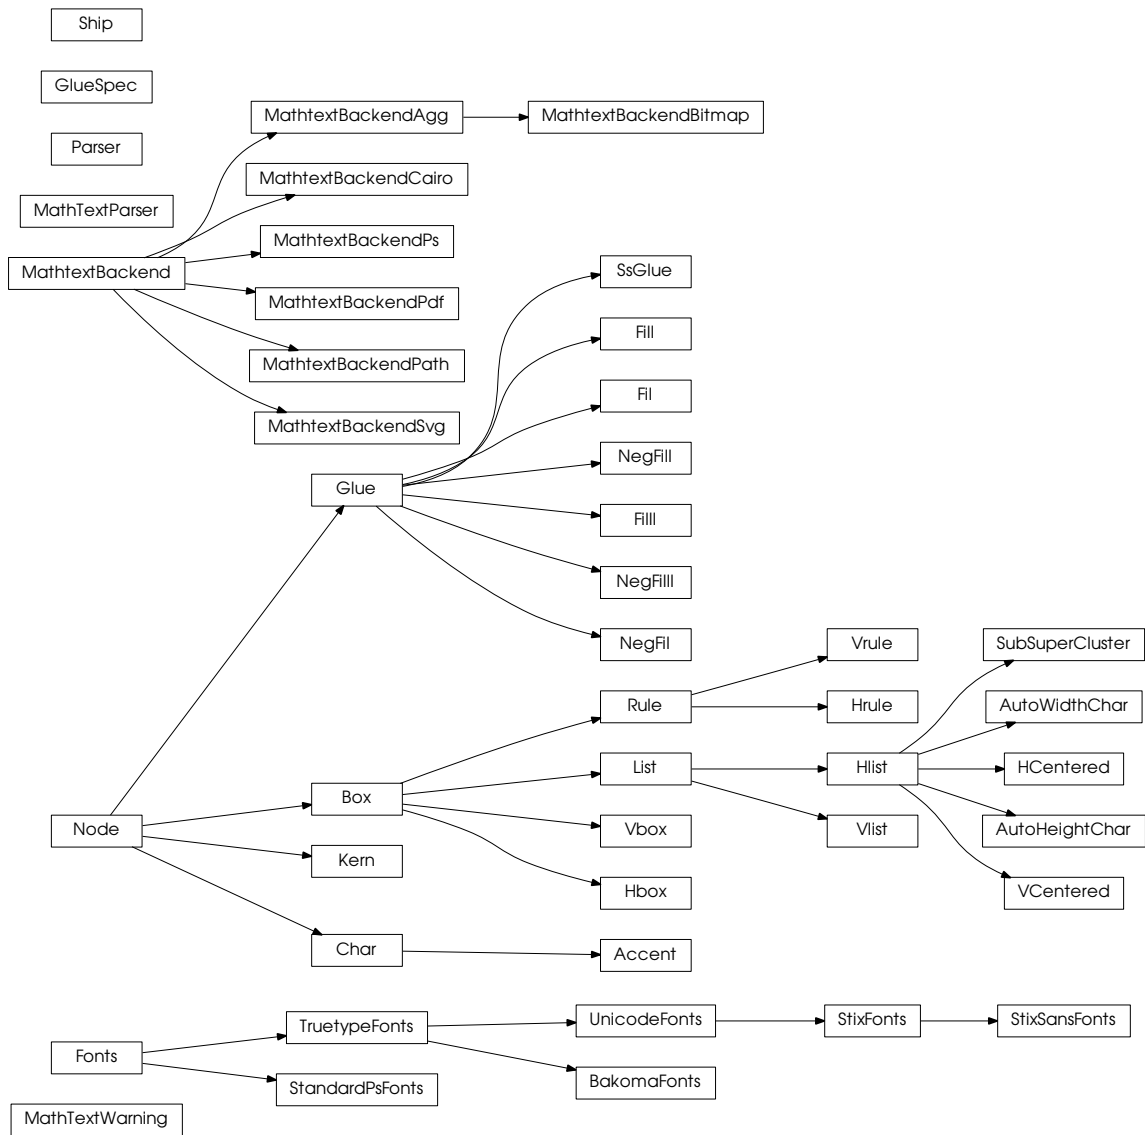 Ship
GlueSpec
MathtextBackendAgg
MathtextBackendBitmap
Parser
MathtextBackendCairo
MathTextParser
MathtextBackendPs
MathtextBackend
SsGlue
MathtextBackendPdf
Fill
MathtextBackendPath
Fil
MathtextBackendSvg
NegFill
Glue
Filll
NegFilll
NegFil
Vrule
SubSuperCluster
Rule
Hrule
AutoWidthChar
List
Hlist
HCentered
Box
Node
Vbox
Vlist
AutoHeightChar
Kern
Hbox
VCentered
Char
Accent
TruetypeFonts
UnicodeFonts
StixFonts
StixSansFonts
Fonts
StandardPsFonts
BakomaFonts
MathTextWarning